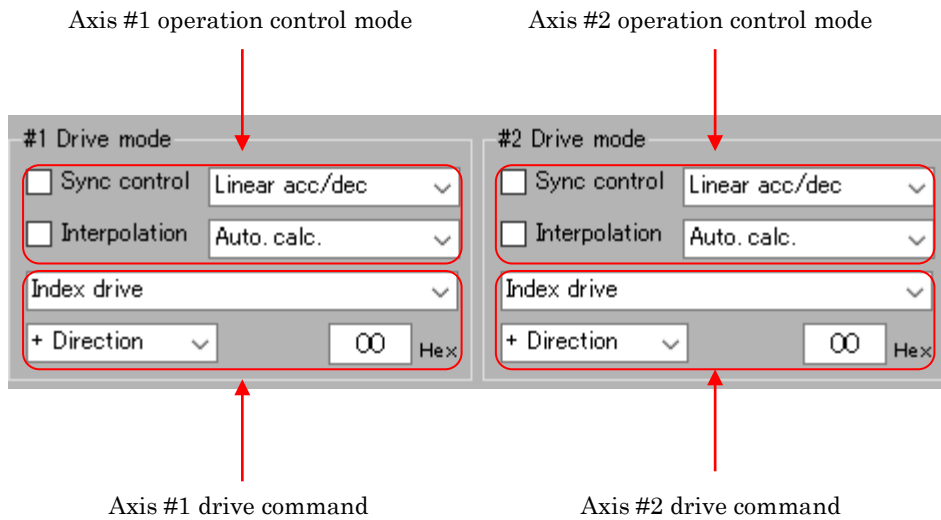 Axis #1 operation control mode
Axis #2 operation control mode
#1 Drive mode
Sync control
Linear acc/dec
Interpolation
Auto. calc.
Index drive
+ Direction
00
Hex
#2 Drive mode
Sync control
Linear acc/dec
Interpolation
Auto. calc.
Index drive
+ Direction
00
Hex
Axis #1 drive command
Axis #2 drive command